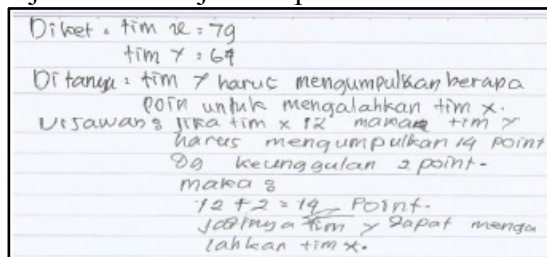 Diket : tim x = 79
tim y = 64
Ditanya : tim y harus mengumpulkan berapa
poin untuk mengalahkan tim x.
Dijawab : Jika tim x 12 maka tim y
harus mengumpulkan 14 point
dg keunggulan 2 point.
maka :
12 + 2 = 14 Point.
Jadinya tim y dapat menga
lahkan tim x.